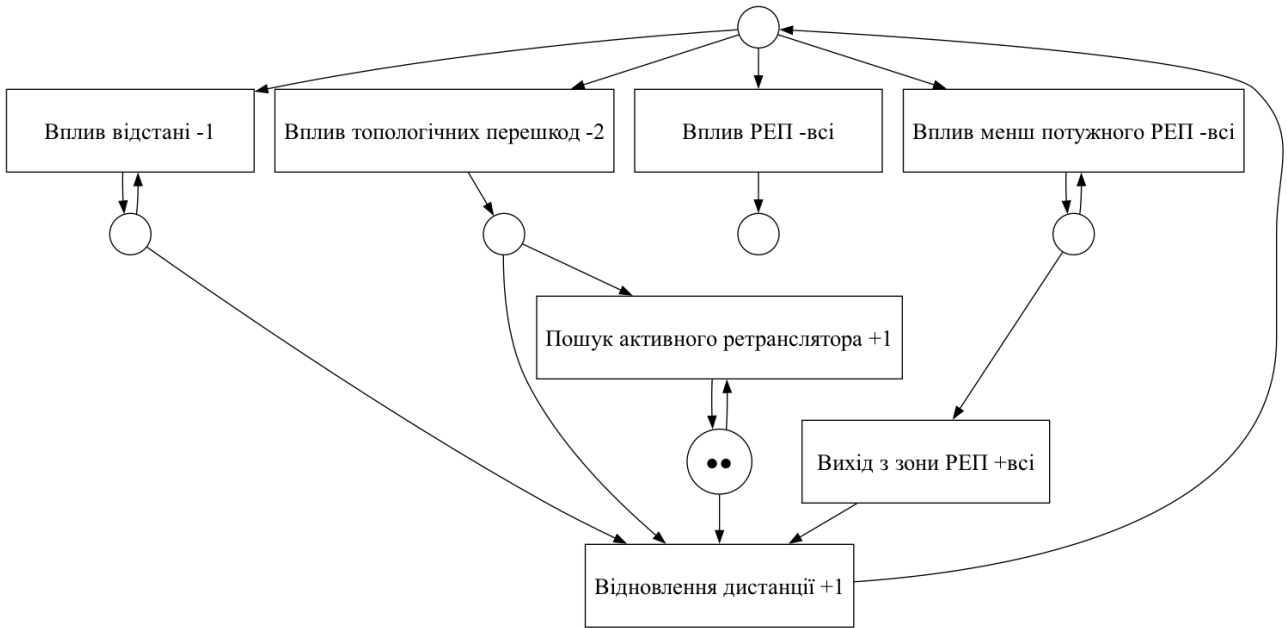 Вплив відстані -1
Вплив топологічних перешкод -2
Вплив РЕП -всі
Вплив менш потужного РЕП -всі
Пошук активного ретранслятора +1
Вихід з зони РЕП +всі
Відновлення дистанції +1